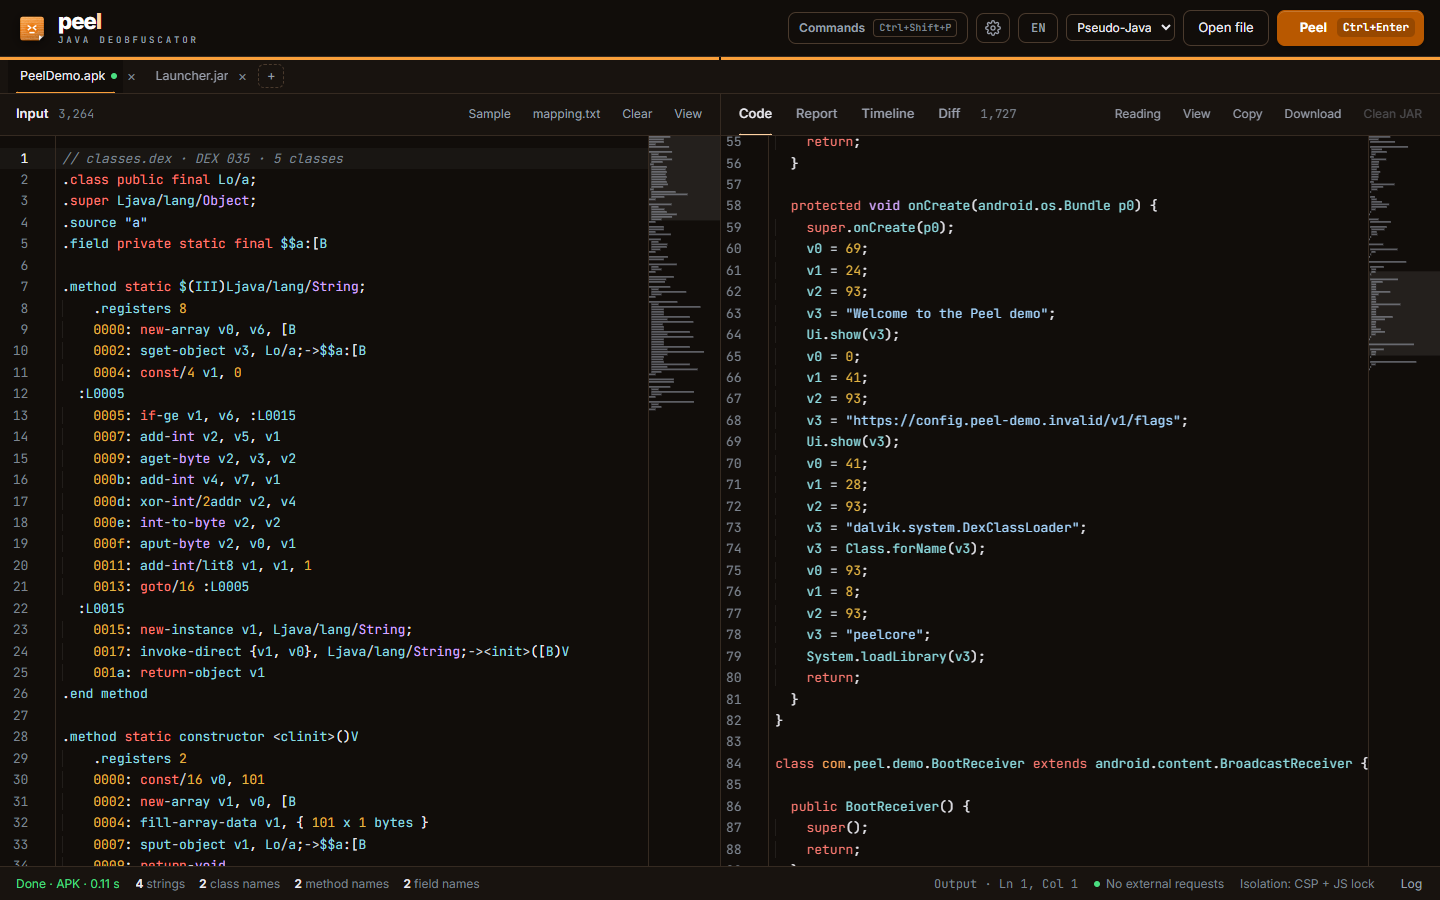 peel
JAVA DEOBFUSCATOR
Commands Ctrl+Shift+P
EN
Pseudo-Java
Open file
Peel Ctrl+Enter
PeelDemo.apk ● ×
Launcher.jar ×
+
Input 3,264
Sample
mapping.txt
Clear
View
1 // classes.dex · DEX 035 · 5 classes
2 .class public final Lo/a;
3 .super Ljava/lang/Object;
4 .source "a"
5 .field private static final $$a:[B
6
7 .method static $(III)Ljava/lang/String;
8 .registers 8
9 0000: new-array v0, v6, [B
10 0002: sget-object v3, Lo/a;->$$a:[B
11 0004: const/4 v1, 0
12 :L0005
13 0005: if-ge v1, v6, :L0015
14 0007: add-int v2, v5, v1
15 0009: aget-byte v2, v3, v2
16 000b: add-int v4, v7, v1
17 000d: xor-int/2addr v2, v4
18 000e: int-to-byte v2, v2
19 000f: aput-byte v2, v0, v1
20 0011: add-int/lit8 v1, v1, 1
21 0013: goto/16 :L0005
22 :L0015
23 0015: new-instance v1, Ljava/lang/String;
24 0017: invoke-direct {v1, v0}, Ljava/lang/String;-><init>([B)V
25 001a: return-object v1
26 .end method
27
28 .method static constructor <clinit>()V
29 .registers 2
30 0000: const/16 v0, 101
31 0002: new-array v1, v0, [B
32 0004: fill-array-data v1, { 101 x 1 bytes }
33 0007: sput-object v1, Lo/a;->$$a:[B
34 0009: return-void
Code
Report
Timeline
Diff
1,727
Reading
View
Copy
Download
Clean JAR
55 return;
56 }
57
58 protected void onCreate(android.os.Bundle p0) {
59 super.onCreate(p0);
60 v0 = 69;
61 v1 = 24;
62 v2 = 93;
63 v3 = "Welcome to the Peel demo";
64 Ui.show(v3);
65 v0 = 0;
66 v1 = 41;
67 v2 = 93;
68 v3 = "https://config.peel-demo.invalid/v1/flags";
69 Ui.show(v3);
70 v0 = 41;
71 v1 = 28;
72 v2 = 93;
73 v3 = "dalvik.system.DexClassLoader";
74 v3 = Class.forName(v3);
75 v0 = 93;
76 v1 = 8;
77 v2 = 93;
78 v3 = "peelcore";
79 System.loadLibrary(v3);
80 return;
81 }
82 }
83
84 class com.peel.demo.BootReceiver extends android.content.BroadcastReceiver {
85
86 public BootReceiver() {
87 super();
88 return;
Done · APK · 0.11 s
4 strings
2 class names
2 method names
2 field names
Output · Ln 1, Col 1
● No external requests
Isolation: CSP + JS lock
Log